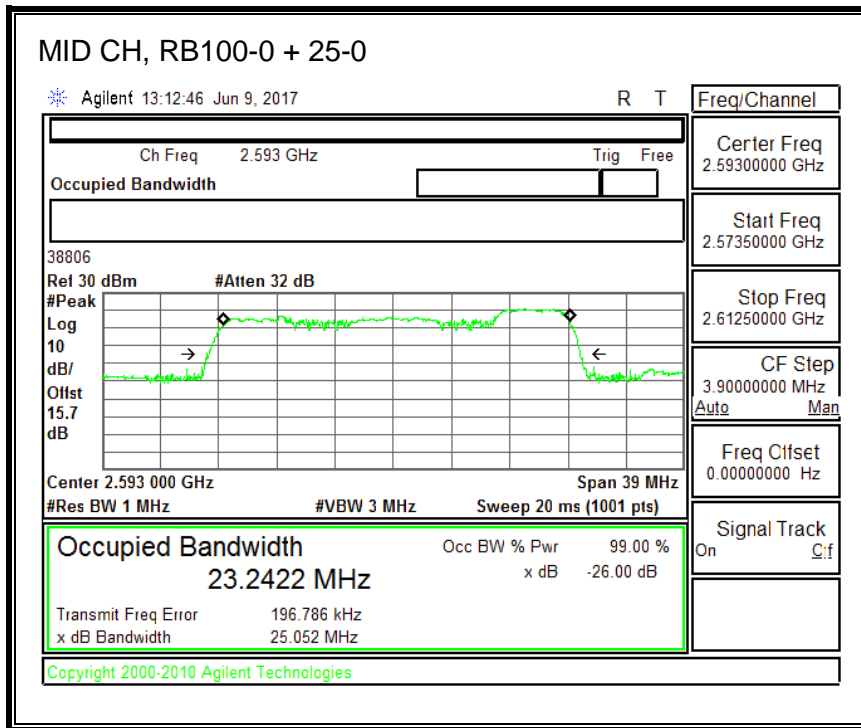 MID CH, RB100-0 + 25-0
Agilent 13:12:46 Jun 9, 2017 R T
Freq/Channel
Ch Freq 2.593 GHz Trig Free
Occupied Bandwidth
Center Freq
2.59300000 GHz
Start Freq
2.57350000 GHz
Stop Freq
2.61250000 GHz
CF Step
3.90000000 MHz
Auto Man
Freq Offset
0.00000000 Hz
Signal Track
On Off
38806
Ref 30 dBm #Atten 32 dB
#Peak
Log
10
dB/
Offst
15.7
dB
Center 2.593 000 GHz Span 39 MHz
#Res BW 1 MHz #VBW 3 MHz Sweep 20 ms (1001 pts)
Occupied Bandwidth
23.2422 MHz
Occ BW % Pwr 99.00 %
x dB -26.00 dB
Transmit Freq Error 196.786 kHz
x dB Bandwidth 25.052 MHz
Copyright 2000-2010 Agilent Technologies